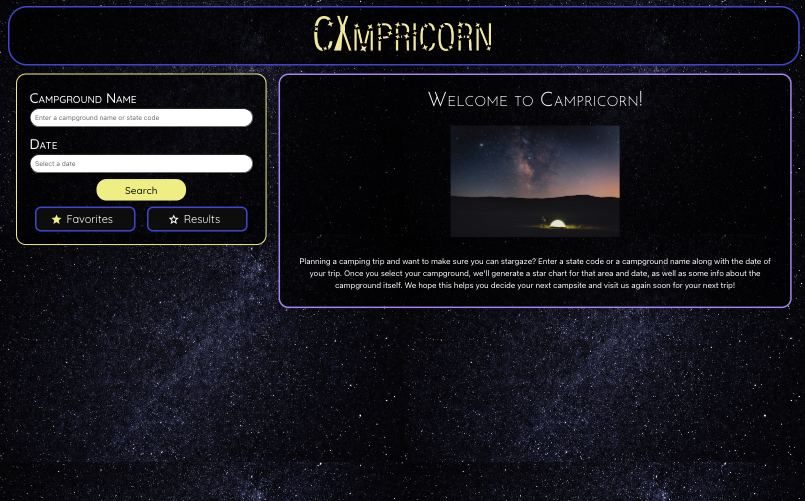 CAMPRICORN
Campground Name
Enter a campground name or state code
Date
Select a date
Search
Favorites
Results
Welcome to Campricorn!
Planning a camping trip and want to make sure you can stargaze? Enter a state code or a campground name along with the date of
your trip. Once you select your campground, we'll generate a star chart for that area and date, as well as some info about the
campground itself. We hope this helps you decide your next campsite and visit us again soon for your next trip!